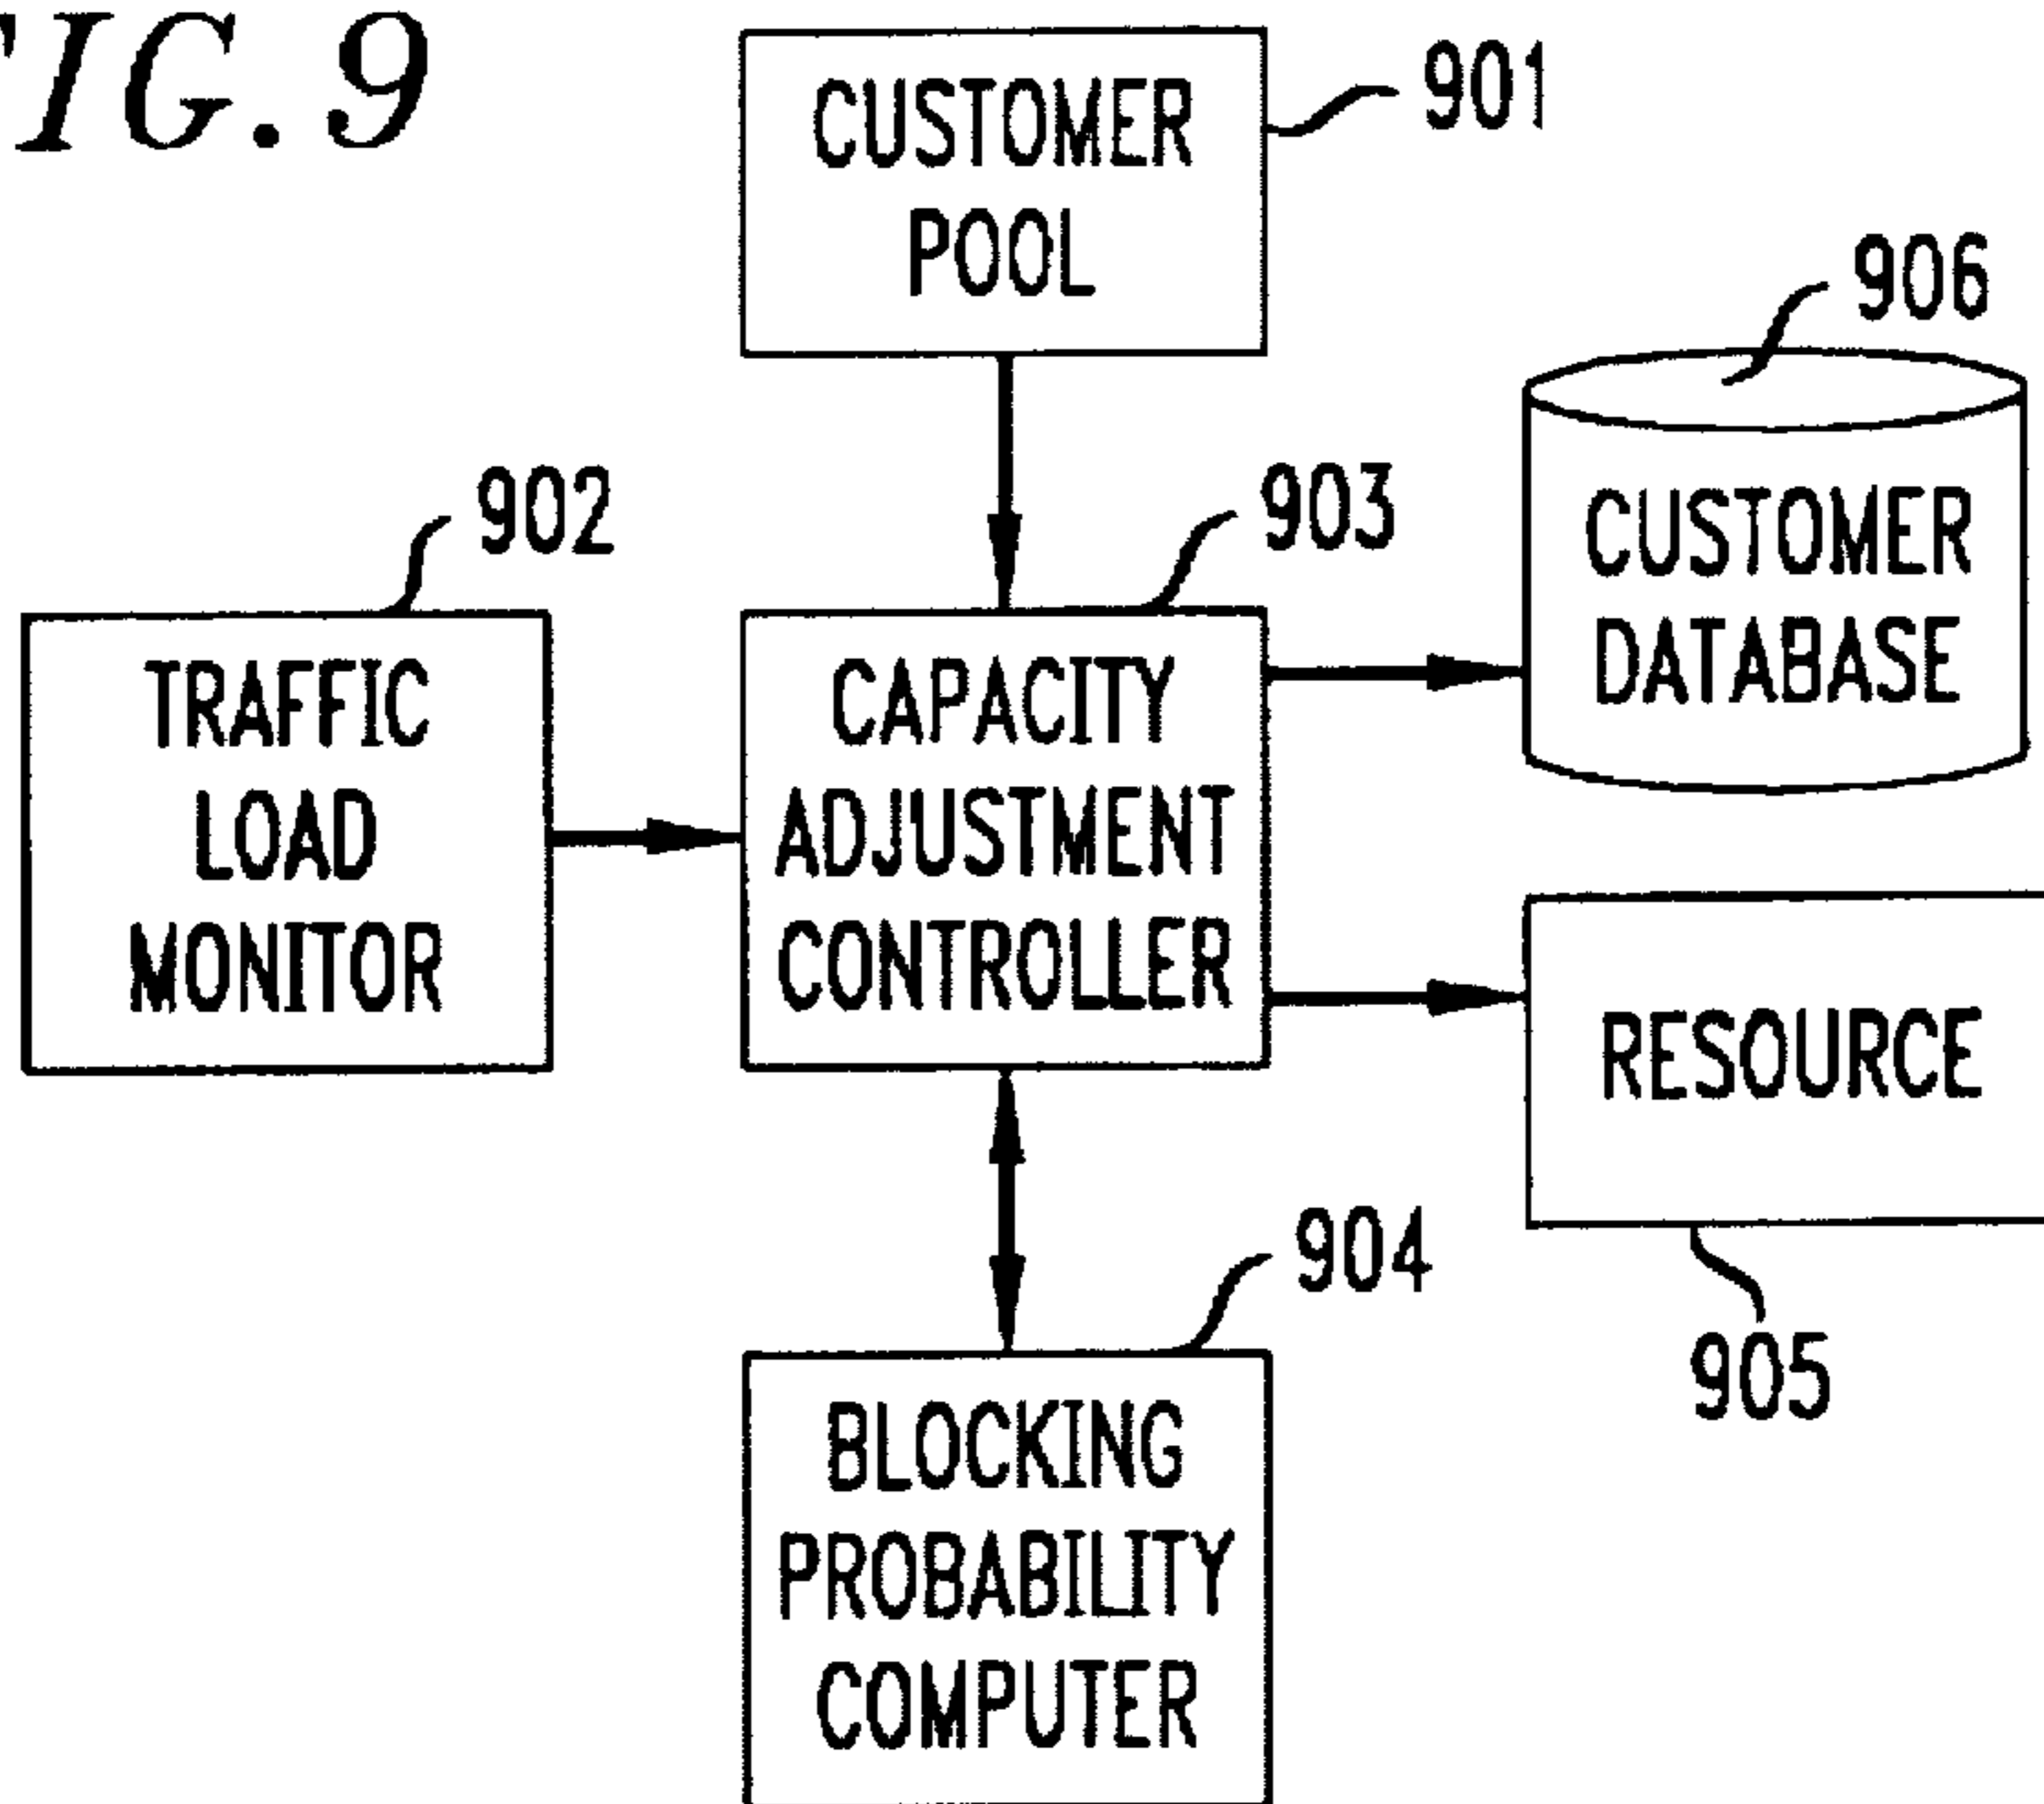 FIG. 9
CUSTOMER
POOL
901
906
CUSTOMER
DATABASE
902
TRAFFIC
LOAD
MONITOR
903
CAPACITY
ADJUSTMENT
CONTROLLER
RESOURCE
905
904
BLOCKING
PROBABILITY
COMPUTER